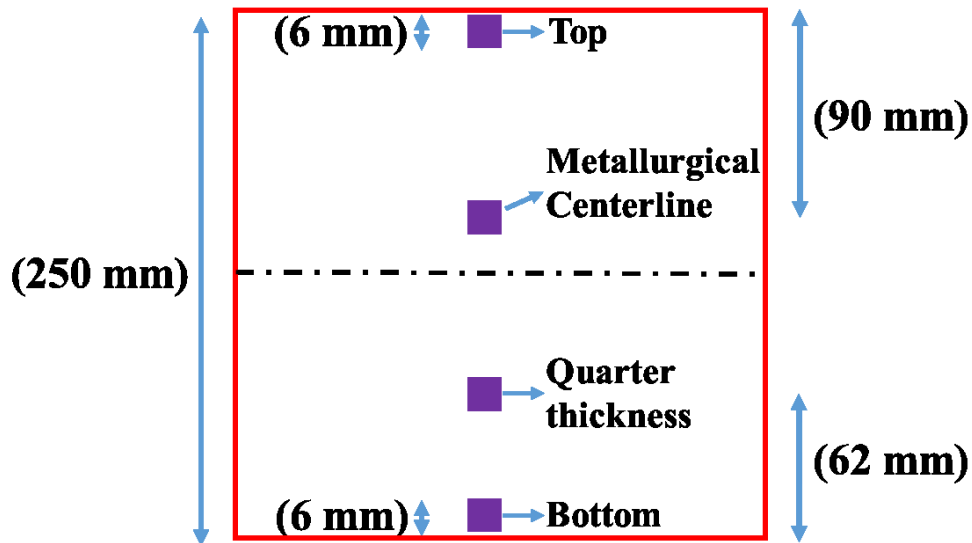 (6 mm)
Top
(90 mm)
Metallurgical
Centerline
(250 mm)
Quarter
thickness
(62 mm)
(6 mm)
Bottom